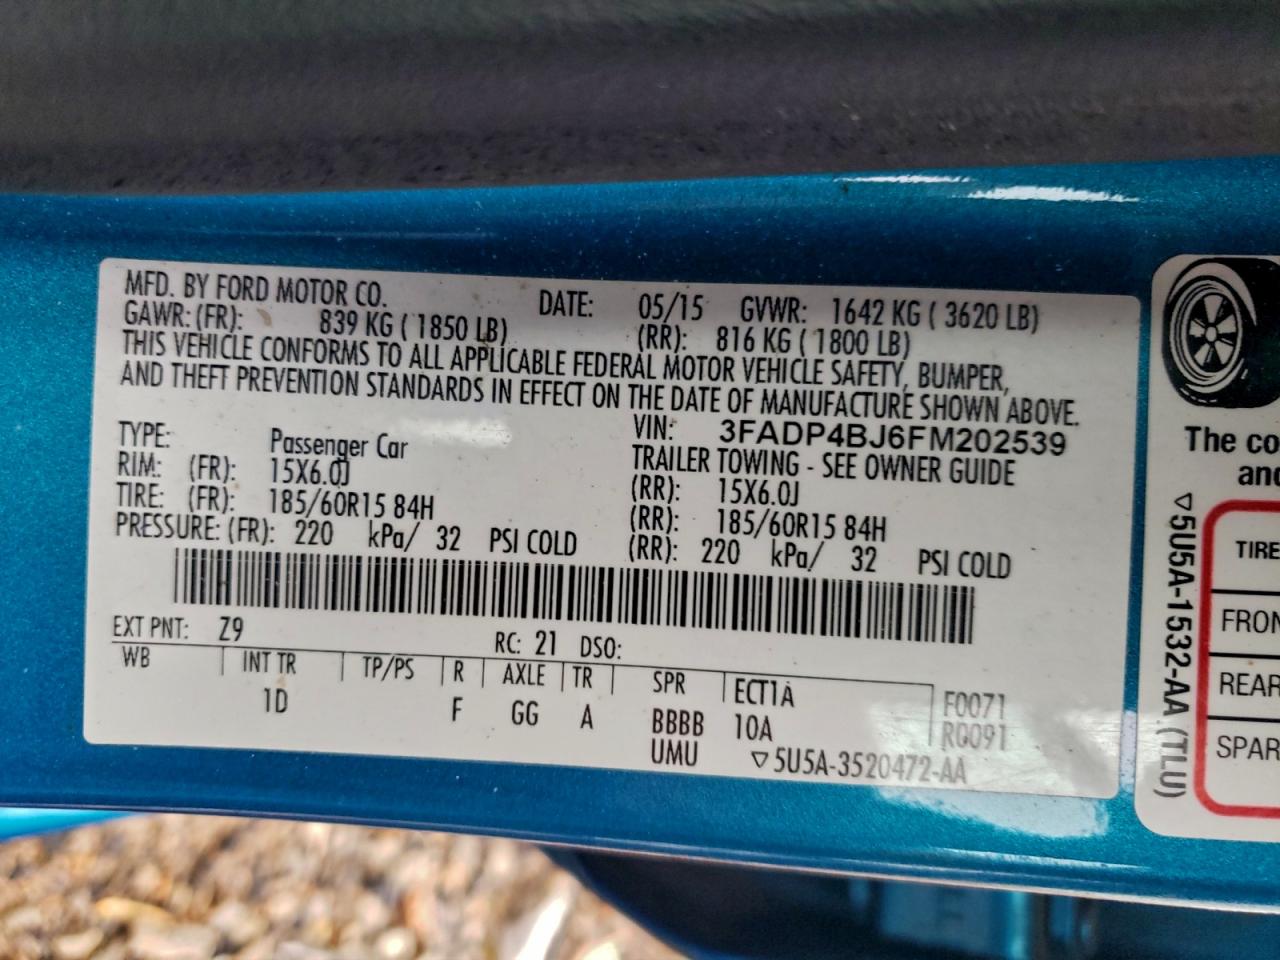 MFD. BY FORD MOTOR CO. DATE: 05/15 GVWR: 1642 KG ( 3620 LB)
GAWR: (FR): 839 KG ( 1850 LB) (RR): 816 KG ( 1800 LB)
THIS VEHICLE CONFORMS TO ALL APPLICABLE FEDERAL MOTOR VEHICLE SAFETY, BUMPER,
AND THEFT PREVENTION STANDARDS IN EFFECT ON THE DATE OF MANUFACTURE SHOWN ABOVE.
VIN: 3FADP4BJ6FM202539
TYPE: Passenger Car TRAILER TOWING - SEE OWNER GUIDE
RIM: (FR): 15X6.0J (RR): 15X6.0J
TIRE: (FR): 185/60R15 84H (RR): 185/60R15 84H
PRESSURE: (FR): 220 kPa/ 32 PSI COLD (RR): 220 kPa/ 32 PSI COLD
EXT PNT: Z9 RC: 21 DSO:
WB INT TR TP/PS R AXLE TR SPR ECT1A F0071
1D F GG A BBBB 10A R0091
UMU ▽5U5A-3520472-AA
The co
and
▽5U5A-1532-AA (TLU)
TIRE
FRON
REAR
SPAR